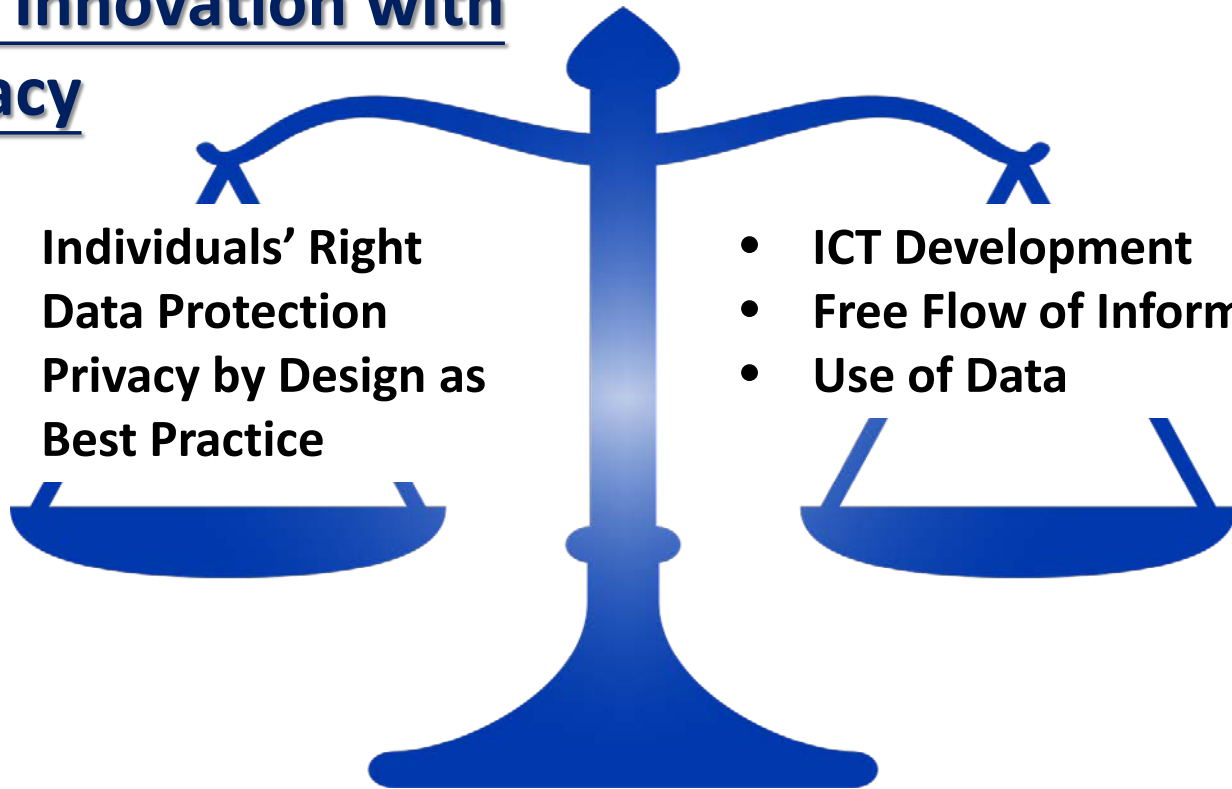 Innovation with
acy
Individuals’ Right
Data Protection
Privacy by Design as
Best Practice
• ICT Development
• Free Flow of Inform
• Use of Data